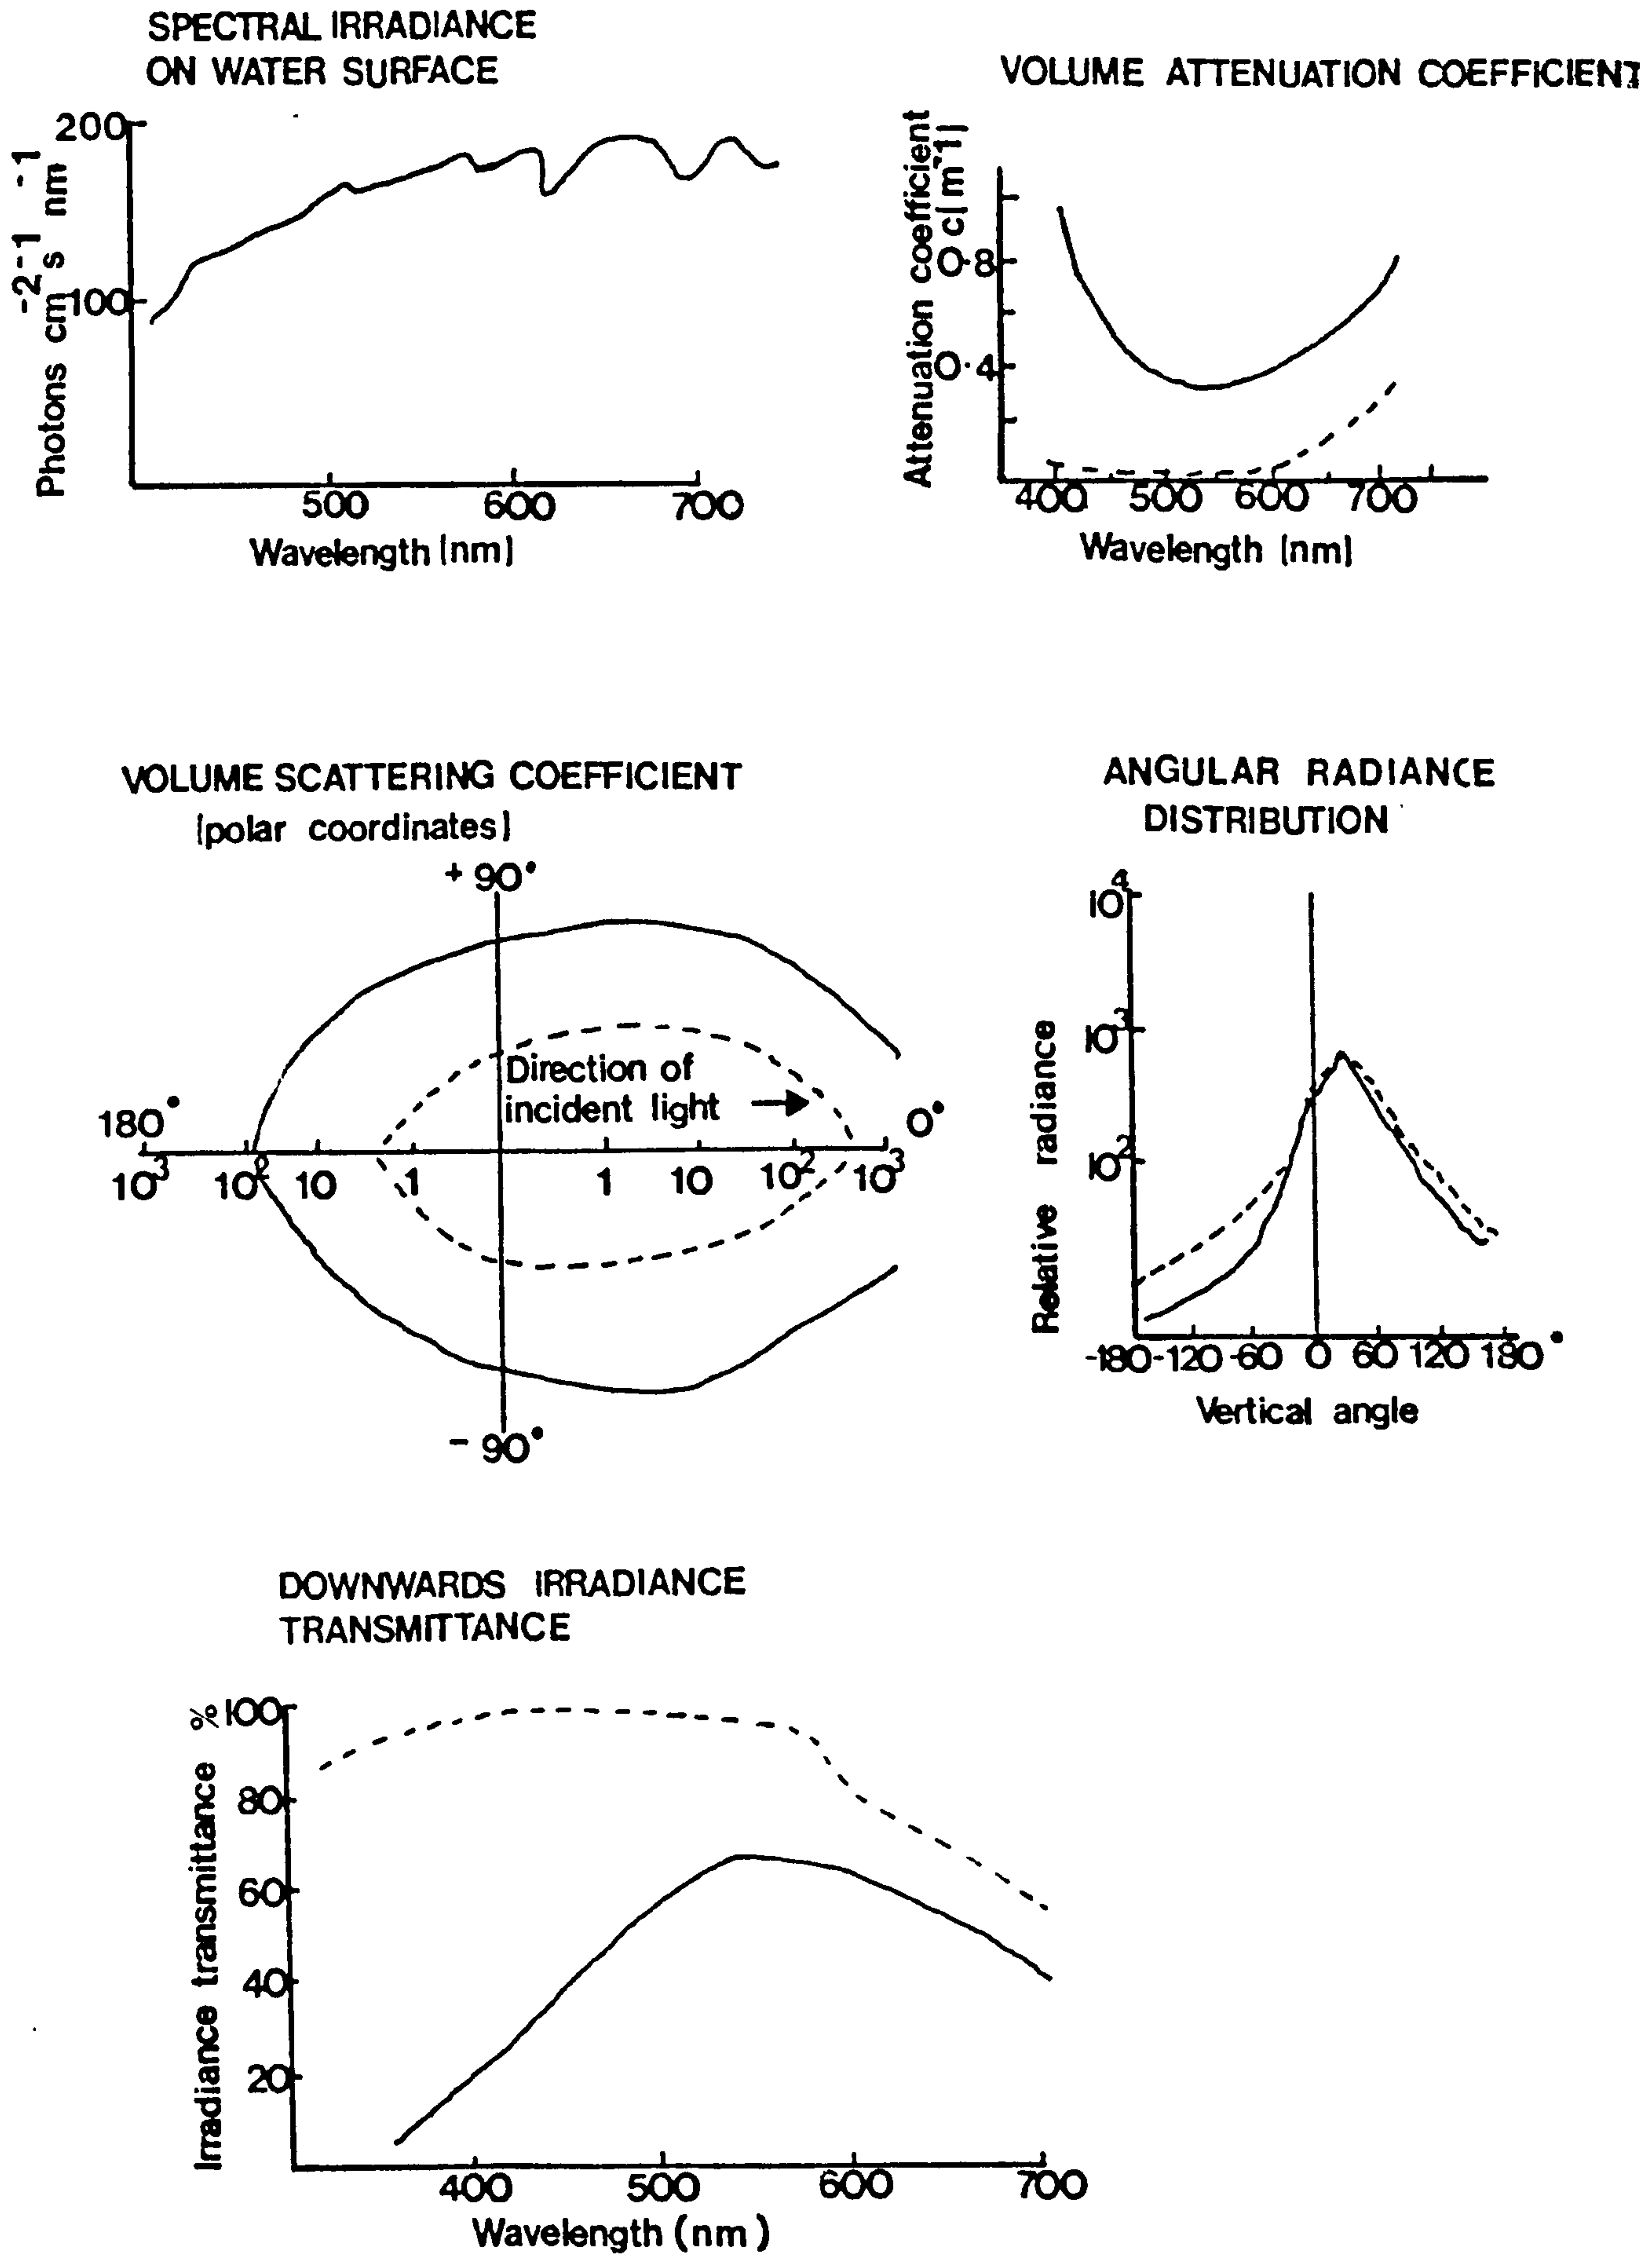 SPECTRAL IRRADIANCE
ON WATER SURFACE
200
100
Photons cm⁻² s⁻¹ nm⁻¹
500 600 700
Wavelength (nm)
VOLUME ATTENUATION COEFFICIENT
Attenuation coefficient
c(m⁻¹)
0·8
0·4
400 500 600 700
Wavelength (nm)
VOLUME SCATTERING COEFFICIENT
(polar coordinates)
+ 90°
Direction of
incident light
180°
0°
10³ 10² 10 1 1 10 10² 10³
- 90°
ANGULAR RADIANCE
DISTRIBUTION
10⁴
10³
10²
Relative radiance
-180 -120 -60 0 60 120 180°
Vertical angle
DOWNWARDS IRRADIANCE
TRANSMITTANCE
100
80
60
40
20
Irradiance transmittance %
400 500 600 700
Wavelength (nm)